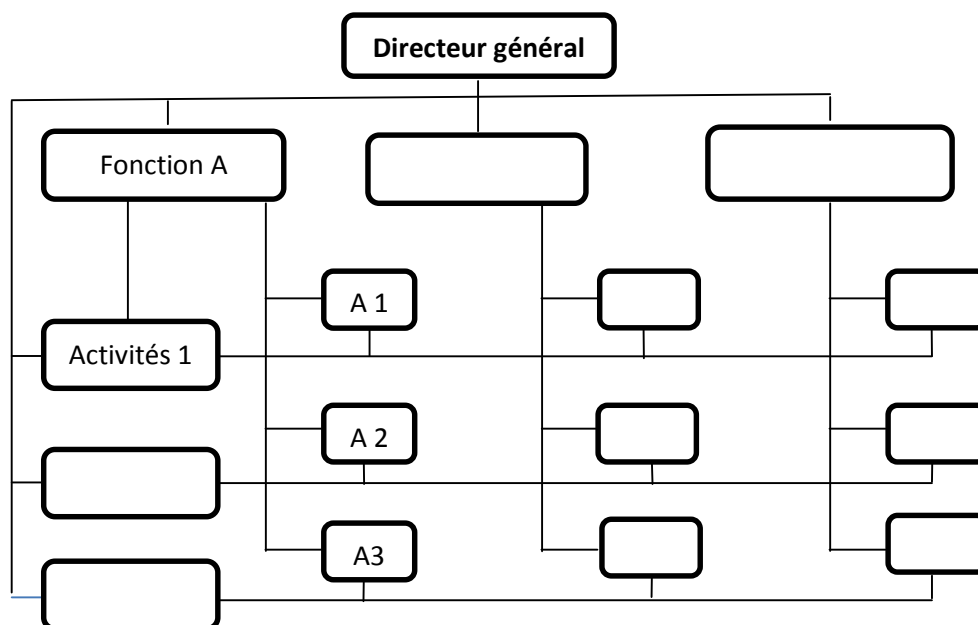 Directeur général
Fonction A
A 1
Activités 1
A 2
A3